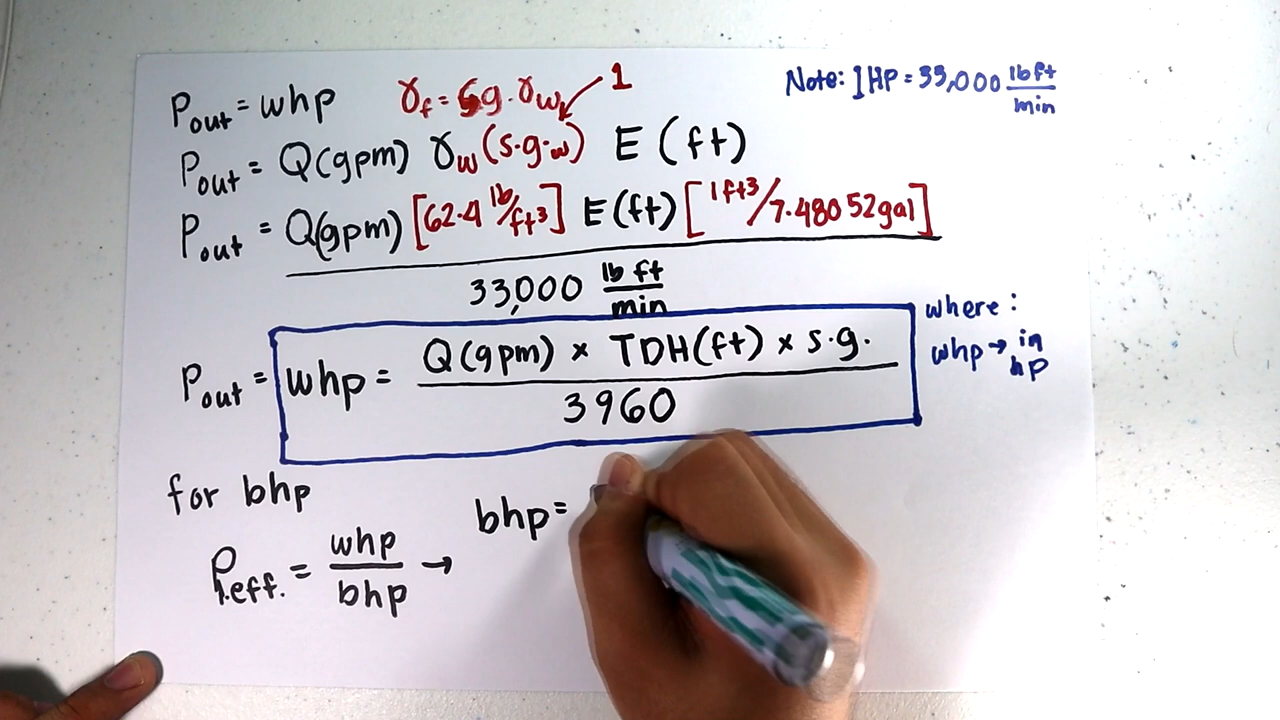 Pout = whp
γf = sg·γw
1
Note: 1HP = 33,000 lb ft/min
Pout = Q(gpm) γw (s.g.w) E (ft)
Pout = Q(gpm) [62.4 lb/ft3] E(ft) [1ft3/7.48052gal]
33,000 lb ft/min
where:
whp → in hp
Pout = whp = Q(gpm) × TDH(ft) × s.g.
3960
for bhp
Peff. = whp/bhp → bhp =